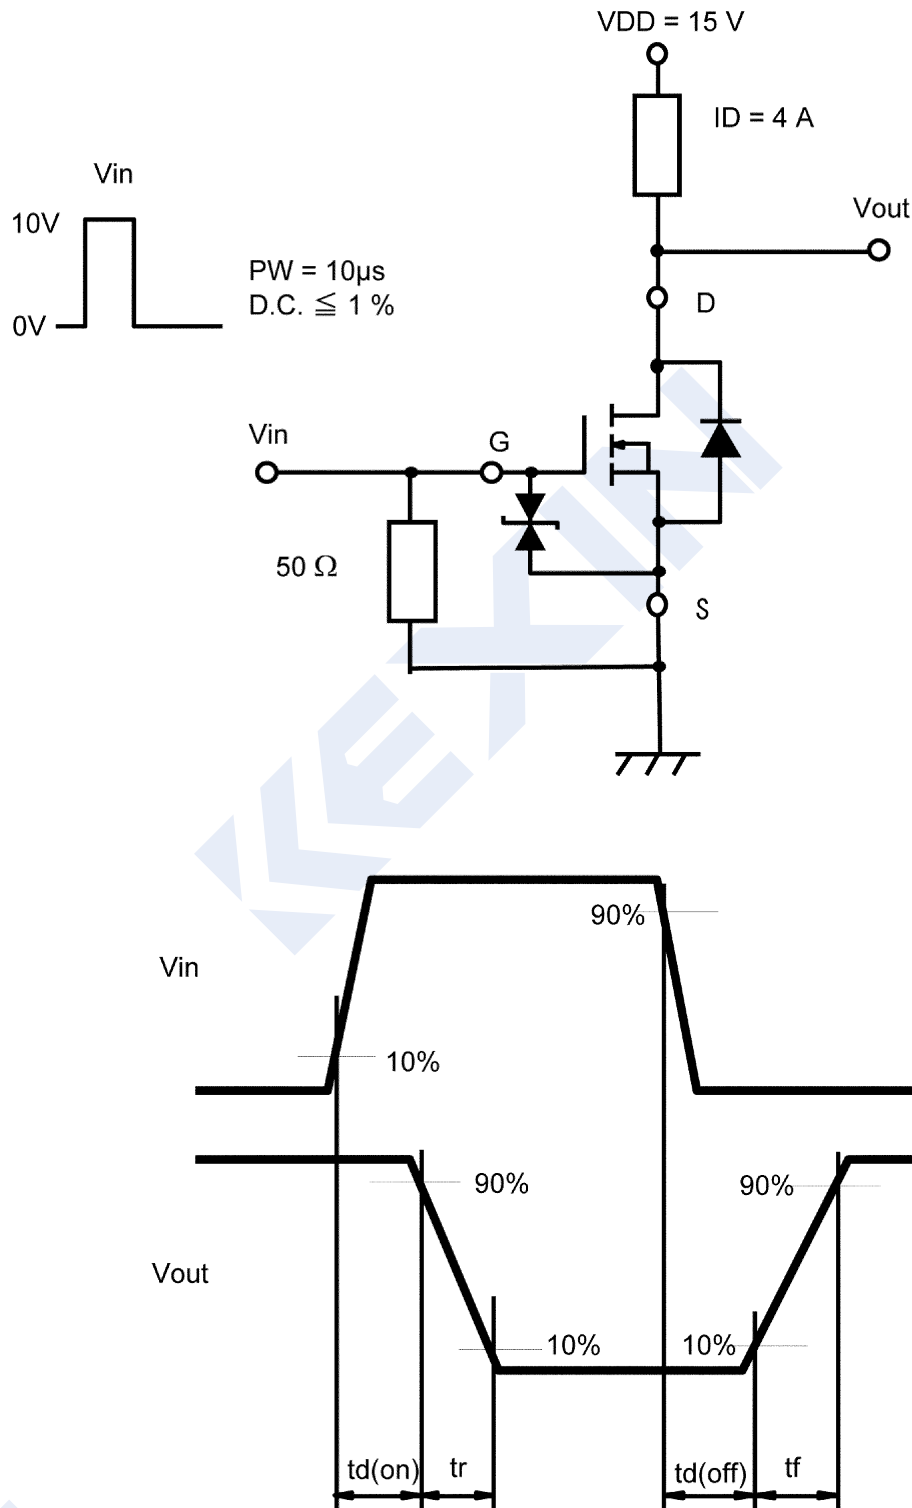 VDD = 15 V
ID = 4 A
Vin
Vout
10V
PW = 10μs
D.C. ≦ 1 %
D
0V
Vin
G
50 Ω
S
KEXIN
90%
Vin
10%
90%
90%
Vout
10%
10%
td(on)
tr
td(off)
tf